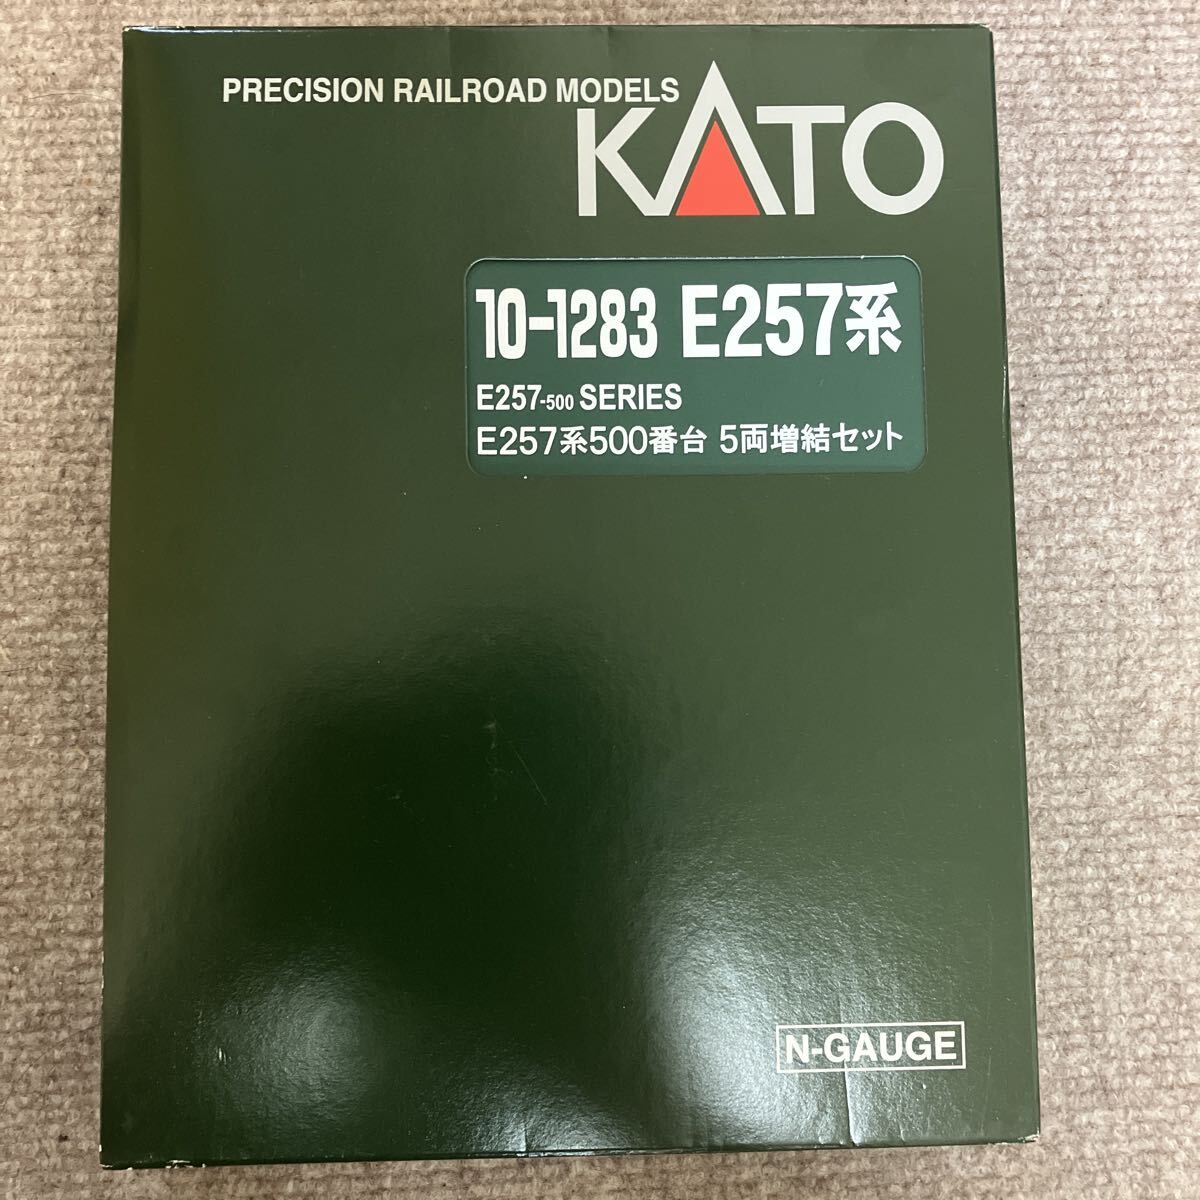 PRECISION RAILROAD MODELS
KATO
10-1283 E257系
E257-500 SERIES
E257系500番台 5両増結セット
N-GAUGE